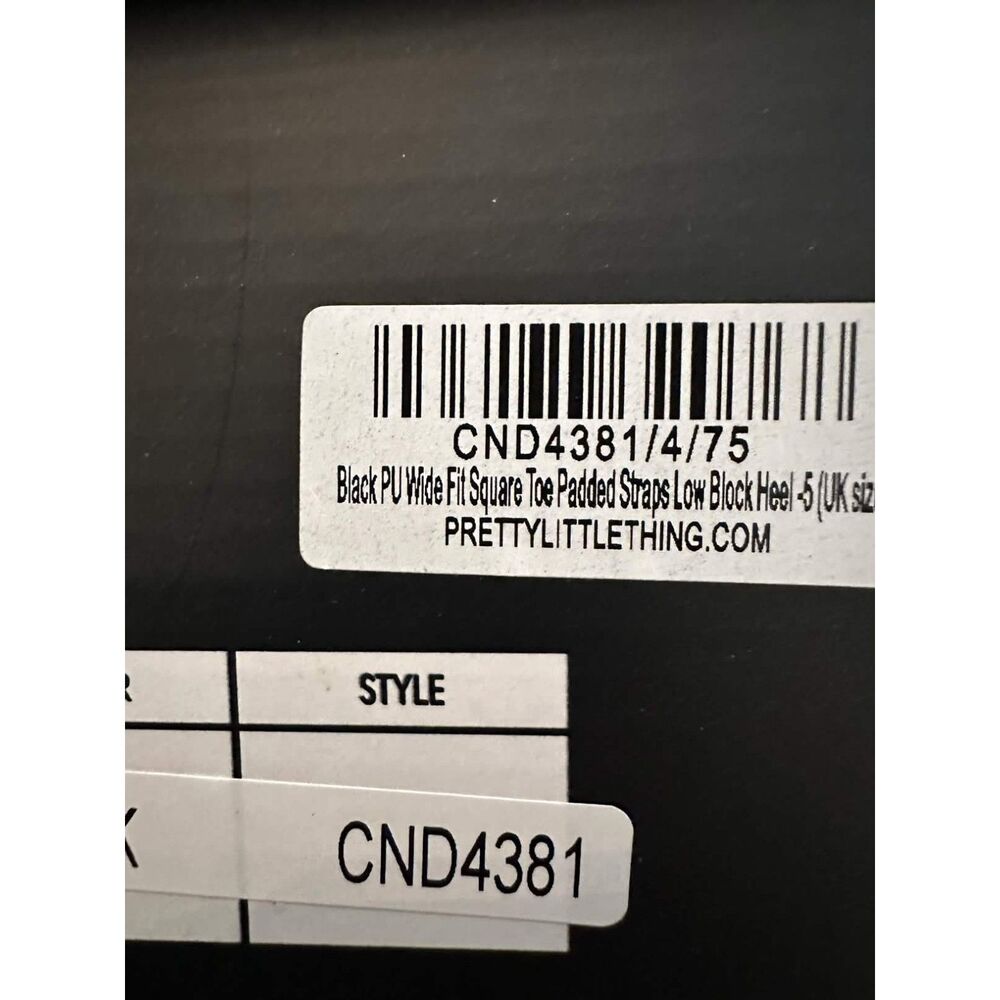 CND4381/4/75
Black PU Wide Fit Square Toe Padded Straps Low Block Heel -5 (UK siz
PRETTYLITTLETHING.COM
R STYLE
K CND4381